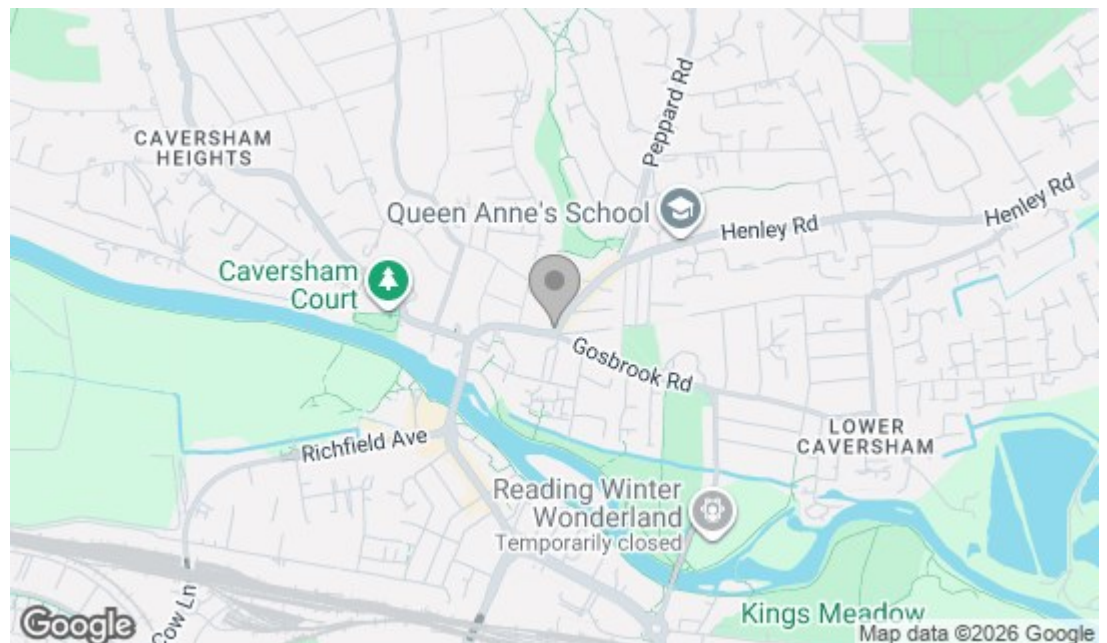 Peppard Rd
CAVERSHAM
HEIGHTS
Henley Rd
Queen Anne's School
Henley Rd
Caversham
Court
Gosbrook Rd
LOWER
CAVERSHAM
Richfield Ave
Reading Winter
Wonderland
Temporarily closed
Kings Meadow
Cow Ln
Google
Map data ©2026 Google